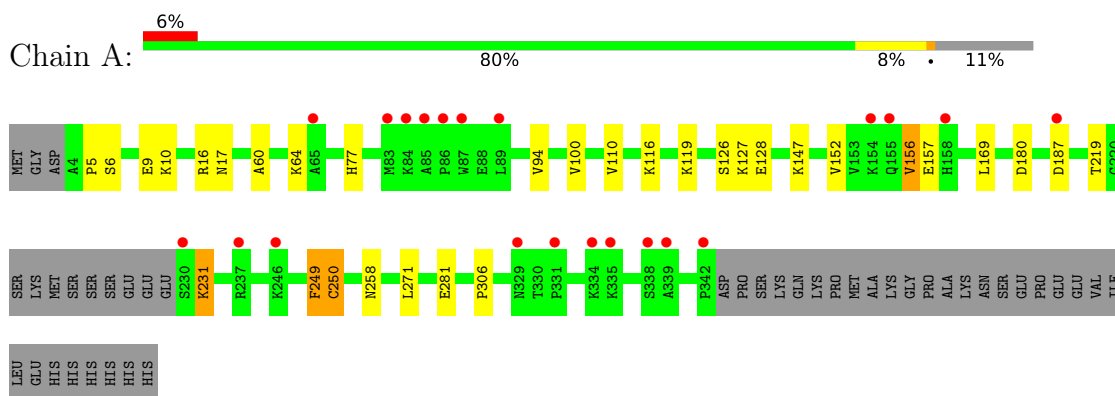 6%
Chain A:
80% 8% • 11%
MET GLY ASP A4 P5 S6 E9 K10 R16 N17 A60 K64 A65 H77 M83 K84 A85 P86 W87 E88 L89 V94 V100 V110 K116 K119 S126 K127 E128 K147 V152 V153 K154 Q155 V156 E157 H158 L169 D180 D187 T219 G220
SER LYS MET SER SER SER GLU GLU GLU S230 K231 R237 K246 F249 C250 N258 L271 E281 P306 N329 T330 P331 K334 K335 S338 A339 P342 ASP PRO SER LYS GLN LYS PRO MET ALA LYS GLY PRO ALA LYS ASN SER GLU PRO GLU GLU VAL ILE
LEU GLU HIS HIS HIS HIS HIS HIS